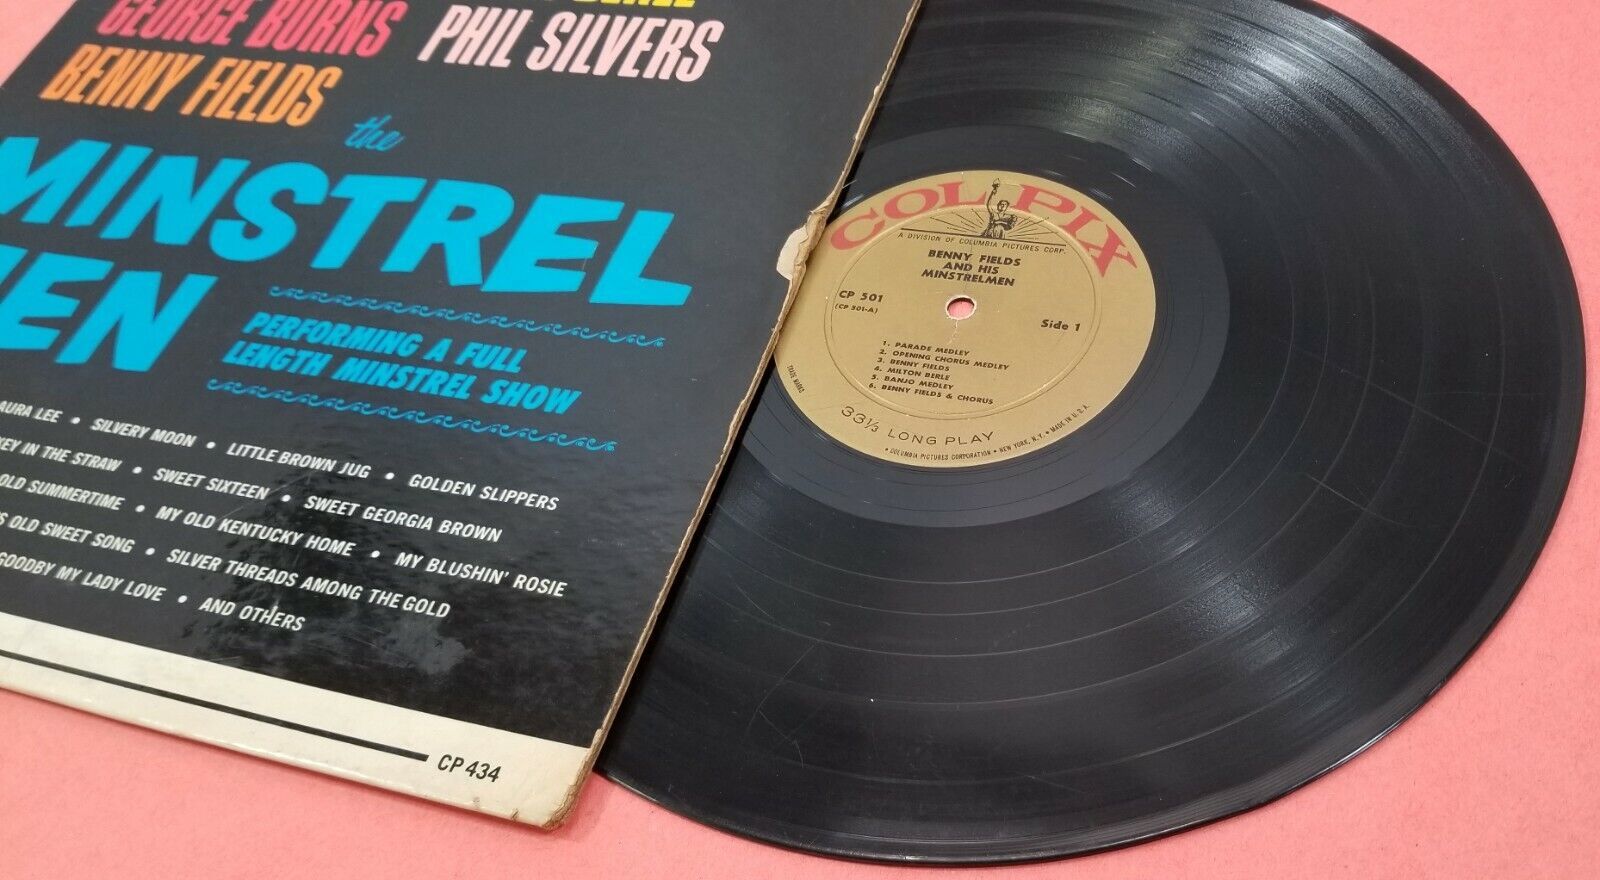 GEORGE BURNS
PHIL SILVERS
BENNY FIELDS
the
MINSTREL
MEN
PERFORMING A FULL
LENGTH MINSTREL SHOW
AURA LEE • SILVERY MOON • LITTLE BROWN JUG • GOLDEN SLIPPERS
KEY IN THE STRAW • SWEET SIXTEEN • SWEET GEORGIA BROWN
OLD SUMMERTIME • MY OLD KENTUCKY HOME • MY BLUSHIN' ROSIE
S OLD SWEET SONG • SILVER THREADS AMONG THE GOLD
GOODBY MY LADY LOVE • AND OTHERS
CP 434
COLPIX
A DIVISION OF COLUMBIA PICTURES CORP.
BENNY FIELDS
AND HIS
MINSTRELMEN
CP 501
(CP 501-A)
Side 1
1. PARADE MEDLEY
2. OPENING CHORUS MEDLEY
3. BENNY FIELDS
4. MILTON BERLE
5. BANJO MEDLEY
6. BENNY FIELDS & CHORUS
TRADE MARKS
33⅓ LONG PLAY
• COLUMBIA PICTURES CORPORATION • NEW YORK, N.Y. • MADE IN U.S.A.